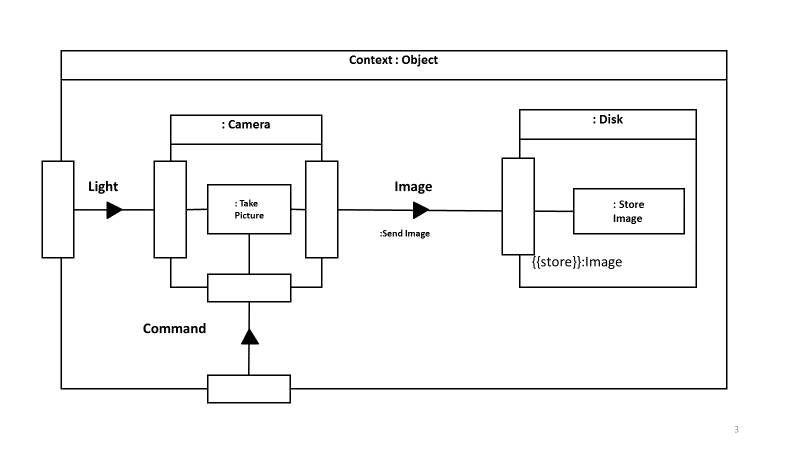 Context : Object
: Camera
: Disk
Light
: Take
Picture
Image
:Send Image
: Store
Image
{{store}}:Image
Command
3